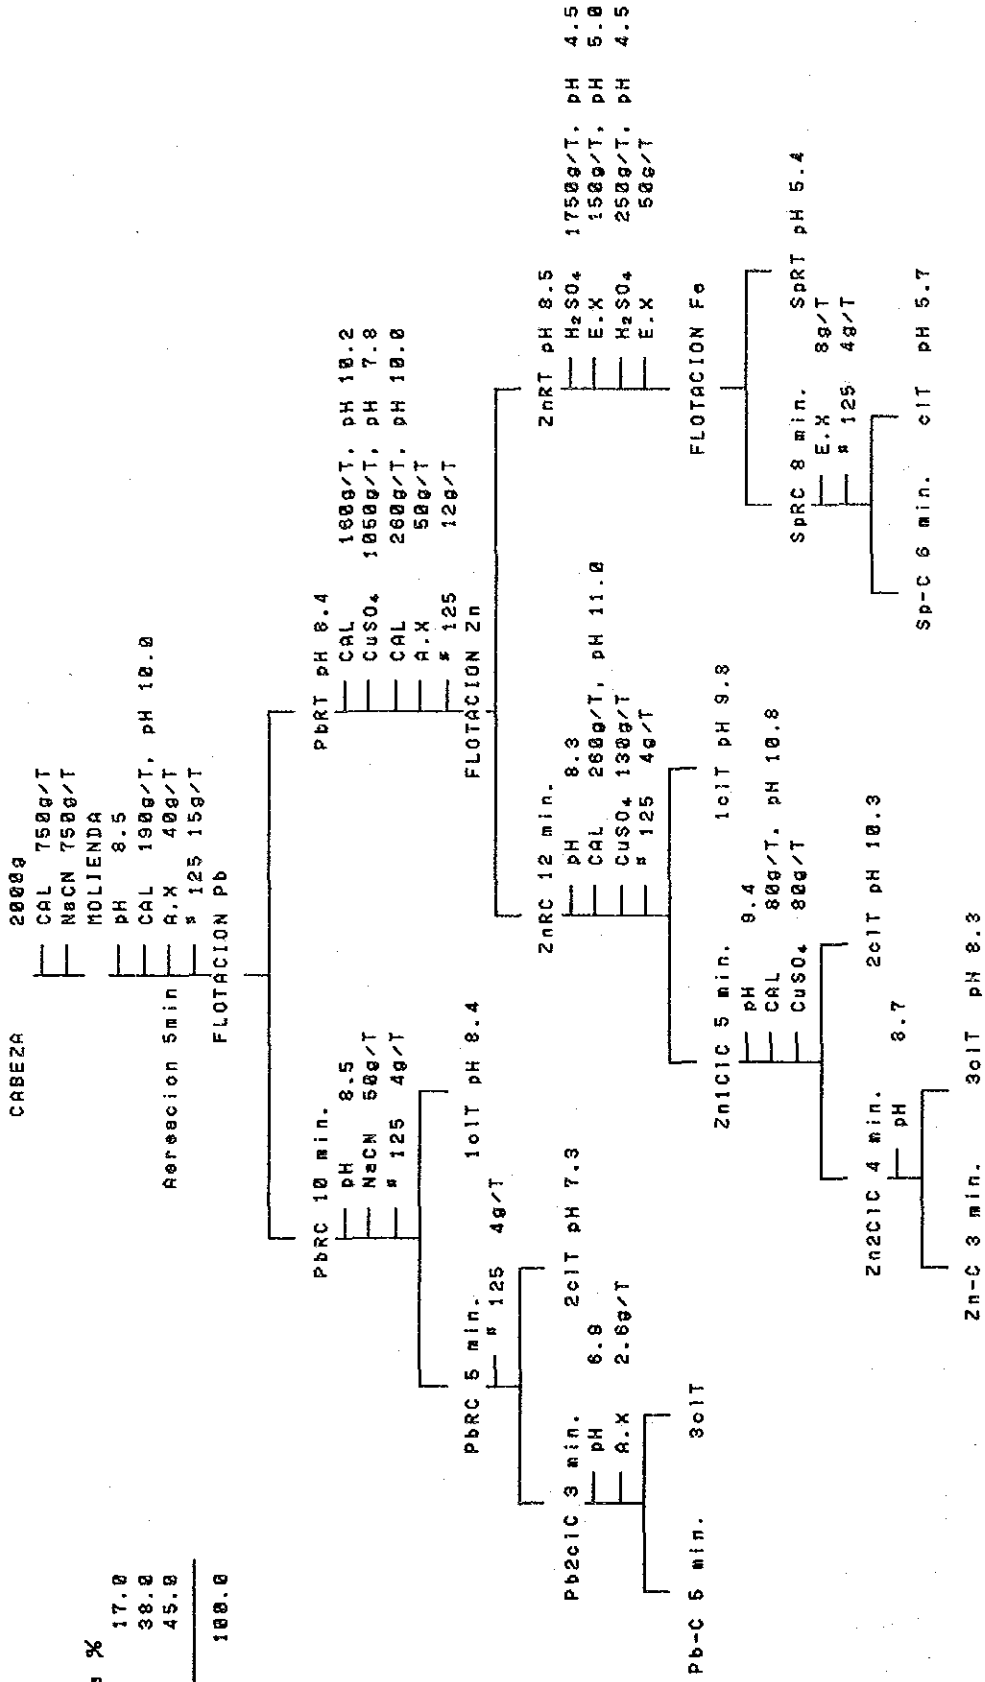 CABEZA 2000g
CAL 750g/T
NaCN 750g/T
MOLIENDA
pH 8.5
CAL 190g/T, pH 10.0
Aereacion 5min A.X 40g/T
# 125 15g/T
FLOTACION Pb
PbRC 10 min.
pH 8.5
NaCN 50g/T
# 125 4g/T
PbRC 5 min.
1clT pH 8.4
# 125 4g/T
Pb2clC 3 min.
2clT pH 7.3
pH 6.9
A.X 2.6g/T
Pb-C 5 min.
3clT
PbRT pH 8.4
CAL 160g/T, pH 10.2
CuSO₄ 1050g/T, pH 7.8
CAL 260g/T, pH 10.0
A.X 50g/T
# 125 12g/T
FLOTACION Zn
ZnRC 12 min.
pH 8.3
CAL 260g/T, pH 11.0
CuSO₄ 130g/T
# 125 4g/T
Zn1ClC 5 min.
1clT pH 9.8
pH 9.4
CAL 80g/T, pH 10.8
CuSO₄ 80g/T
Zn2ClC 4 min.
2clT pH 10.3
pH 8.7
Zn-C 3 min.
3clT pH 8.3
ZnRT pH 8.5
H₂SO₄ 1750g/T, pH 4.5
E.X 150g/T, pH 5.0
H₂SO₄ 250g/T, pH 4.5
E.X 50g/T
FLOTACION Fe
SpRC 8 min.
SpRT pH 5.4
E.X 8g/T
# 125 4g/T
Sp-C 6 min.
clT pH 5.7
%
17.0
38.0
45.0
100.0